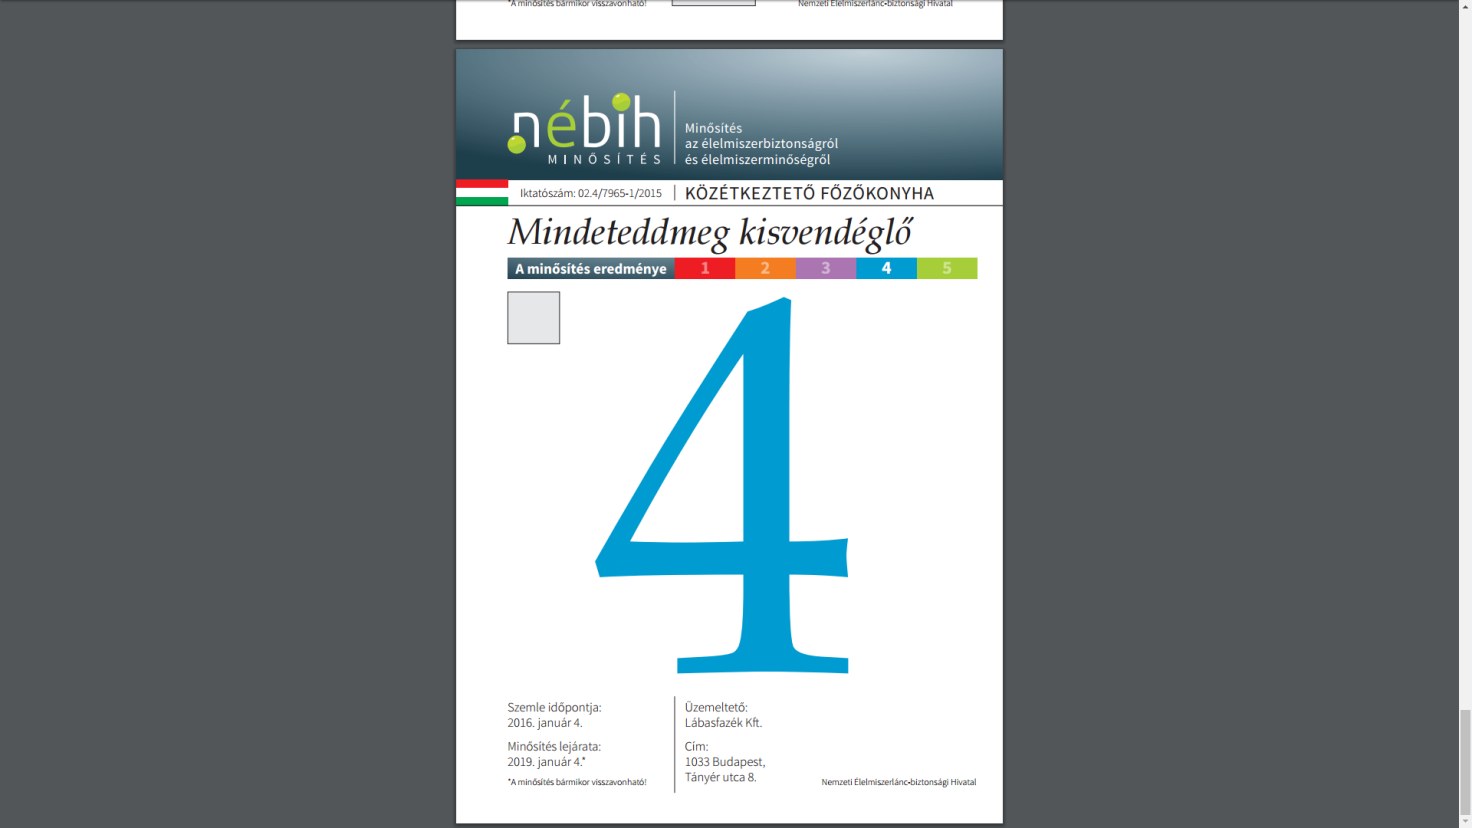 *A minősítés bármikor visszavonható!
Nemzeti Élelmiszerlánc-biztonsági Hivatal
nébih
MINŐSÍTÉS
Minősítés
az élelmiszerbiztonságról
és élelmiszerminőségről
Iktatószám: 02.4/7965-1/2015
KÖZÉTKEZTETŐ FŐZŐKONYHA
Mindeteddmeg kisvendéglő
A minősítés eredménye 1 2 3 4 5
4
Szemle időpontja:
2016. január 4.
Minősítés lejárata:
2019. január 4.*
*A minősítés bármikor visszavonható!
Üzemeltető:
Lábasfazék Kft.
Cím:
1033 Budapest,
Tányér utca 8.
Nemzeti Élelmiszerlánc-biztonsági Hivatal